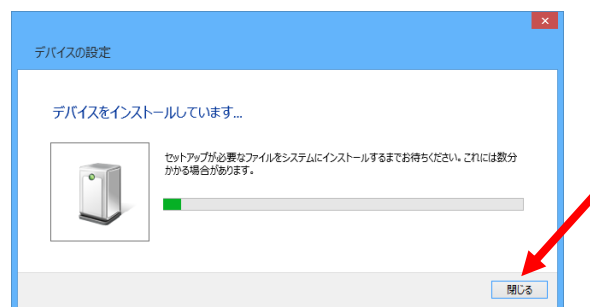 デバイスの設定
デバイスをインストールしています...
セットアップが必要なファイルをシステムにインストールするまでお待ちください。これには数分
かかる場合があります。
閉じる